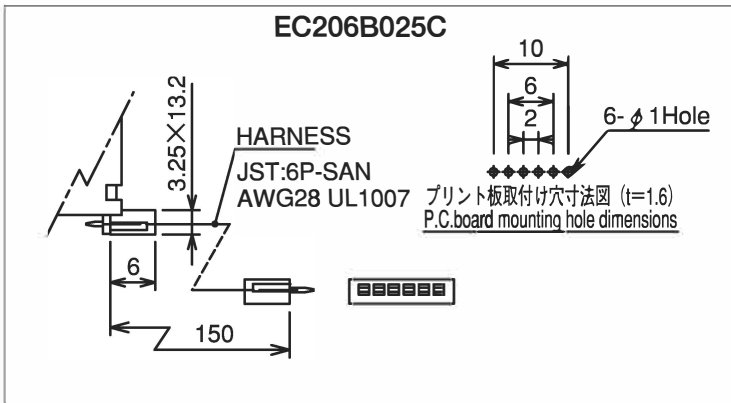 EC206B025C
10
6
2
6-φ 1Hole
3.25×13.2
HARNESS
JST:6P-SAN
AWG28 UL1007
プリント板取付け穴寸法図 (t=1.6)
P.C.board mounting hole dimensions
6
150